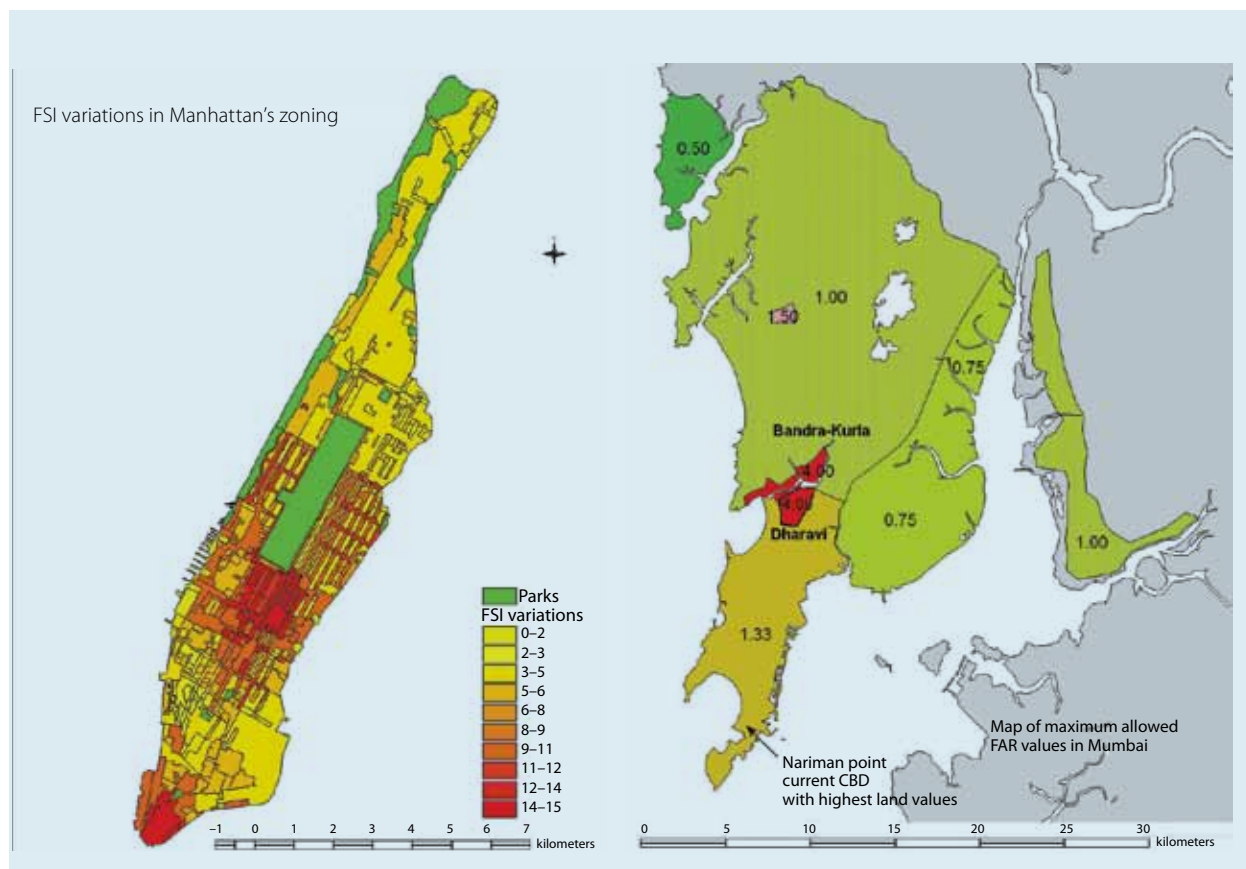 FSI variations in Manhattan's zoning
Parks
FSI variations
0–2
2–3
3–5
5–6
6–8
8–9
9–11
11–12
12–14
14–15
–1 0 1 2 3 4 5 6 7
kilometers
0.50
1.00
1.50
0.75
Bandra-Kurla
4.00
4.00
Dharavi
0.75
1.00
1.33
Nariman point
current CBD
with highest land values
Map of maximum allowed
FAR values in Mumbai
0 5 10 15 20 25 30
kilometers